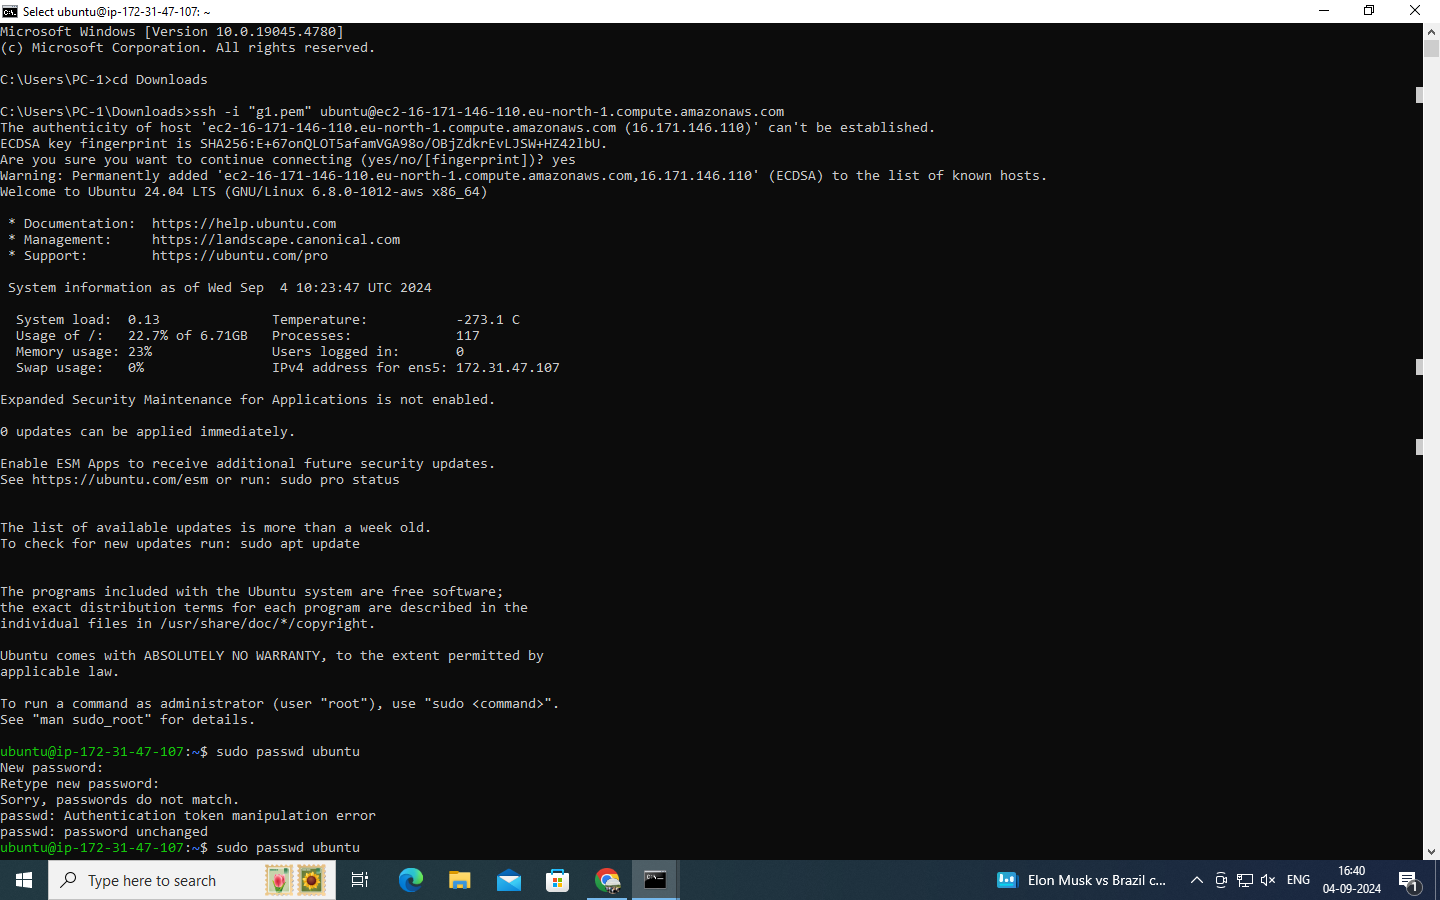 Select ubuntu@ip-172-31-47-107: ~
Microsoft Windows [Version 10.0.19045.4780]
(c) Microsoft Corporation. All rights reserved.
C:\Users\PC-1>cd Downloads
C:\Users\PC-1\Downloads>ssh -i "g1.pem" ubuntu@ec2-16-171-146-110.eu-north-1.compute.amazonaws.com
The authenticity of host 'ec2-16-171-146-110.eu-north-1.compute.amazonaws.com (16.171.146.110)' can't be established.
ECDSA key fingerprint is SHA256:E+67onQLOT5afamVGA98o/OBjZdkrEvLJSW+HZ42lbU.
Are you sure you want to continue connecting (yes/no/[fingerprint])? yes
Warning: Permanently added 'ec2-16-171-146-110.eu-north-1.compute.amazonaws.com,16.171.146.110' (ECDSA) to the list of known hosts.
Welcome to Ubuntu 24.04 LTS (GNU/Linux 6.8.0-1012-aws x86_64)
* Documentation:  https://help.ubuntu.com
* Management:     https://landscape.canonical.com
* Support:        https://ubuntu.com/pro
System information as of Wed Sep  4 10:23:47 UTC 2024
System load:  0.13              Temperature:           -273.1 C
Usage of /:   22.7% of 6.71GB   Processes:             117
Memory usage: 23%               Users logged in:       0
Swap usage:   0%                IPv4 address for ens5: 172.31.47.107
Expanded Security Maintenance for Applications is not enabled.
0 updates can be applied immediately.
Enable ESM Apps to receive additional future security updates.
See https://ubuntu.com/esm or run: sudo pro status
The list of available updates is more than a week old.
To check for new updates run: sudo apt update
The programs included with the Ubuntu system are free software;
the exact distribution terms for each program are described in the
individual files in /usr/share/doc/*/copyright.
Ubuntu comes with ABSOLUTELY NO WARRANTY, to the extent permitted by
applicable law.
To run a command as administrator (user "root"), use "sudo <command>".
See "man sudo_root" for details.
ubuntu@ip-172-31-47-107:~$ sudo passwd ubuntu
New password:
Retype new password:
Sorry, passwords do not match.
passwd: Authentication token manipulation error
passwd: password unchanged
ubuntu@ip-172-31-47-107:~$ sudo passwd ubuntu
Type here to search
Elon Musk vs Brazil c...
ENG
16:40
04-09-2024
1